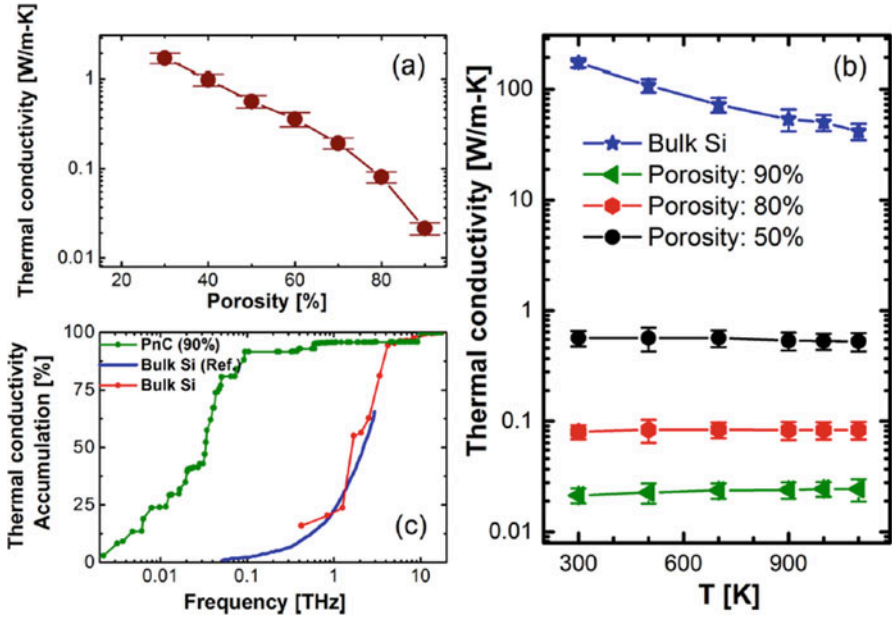 Thermal conductivity [W/m-K]
1
0.1
0.01
(a)
20 40 60 80
Porosity [%]
Thermal conductivity
Accumulation [%]
100
75
50
25
0
PnC (90%)
Bulk Si (Ref.)
Bulk Si
(c)
0.01 0.1 1 10
Frequency [THz]
Thermal conductivity [W/m-K]
100
10
1
0.1
0.01
(b)
Bulk Si
Porosity: 90%
Porosity: 80%
Porosity: 50%
300 600 900
T [K]